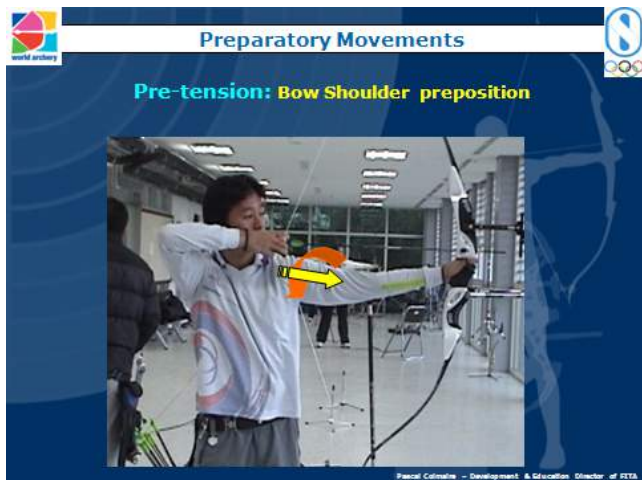 Preparatory Movements
world archery
Pre-tension: Bow Shoulder preposition
Pascal Colmaire - Development & Education Director of FITA